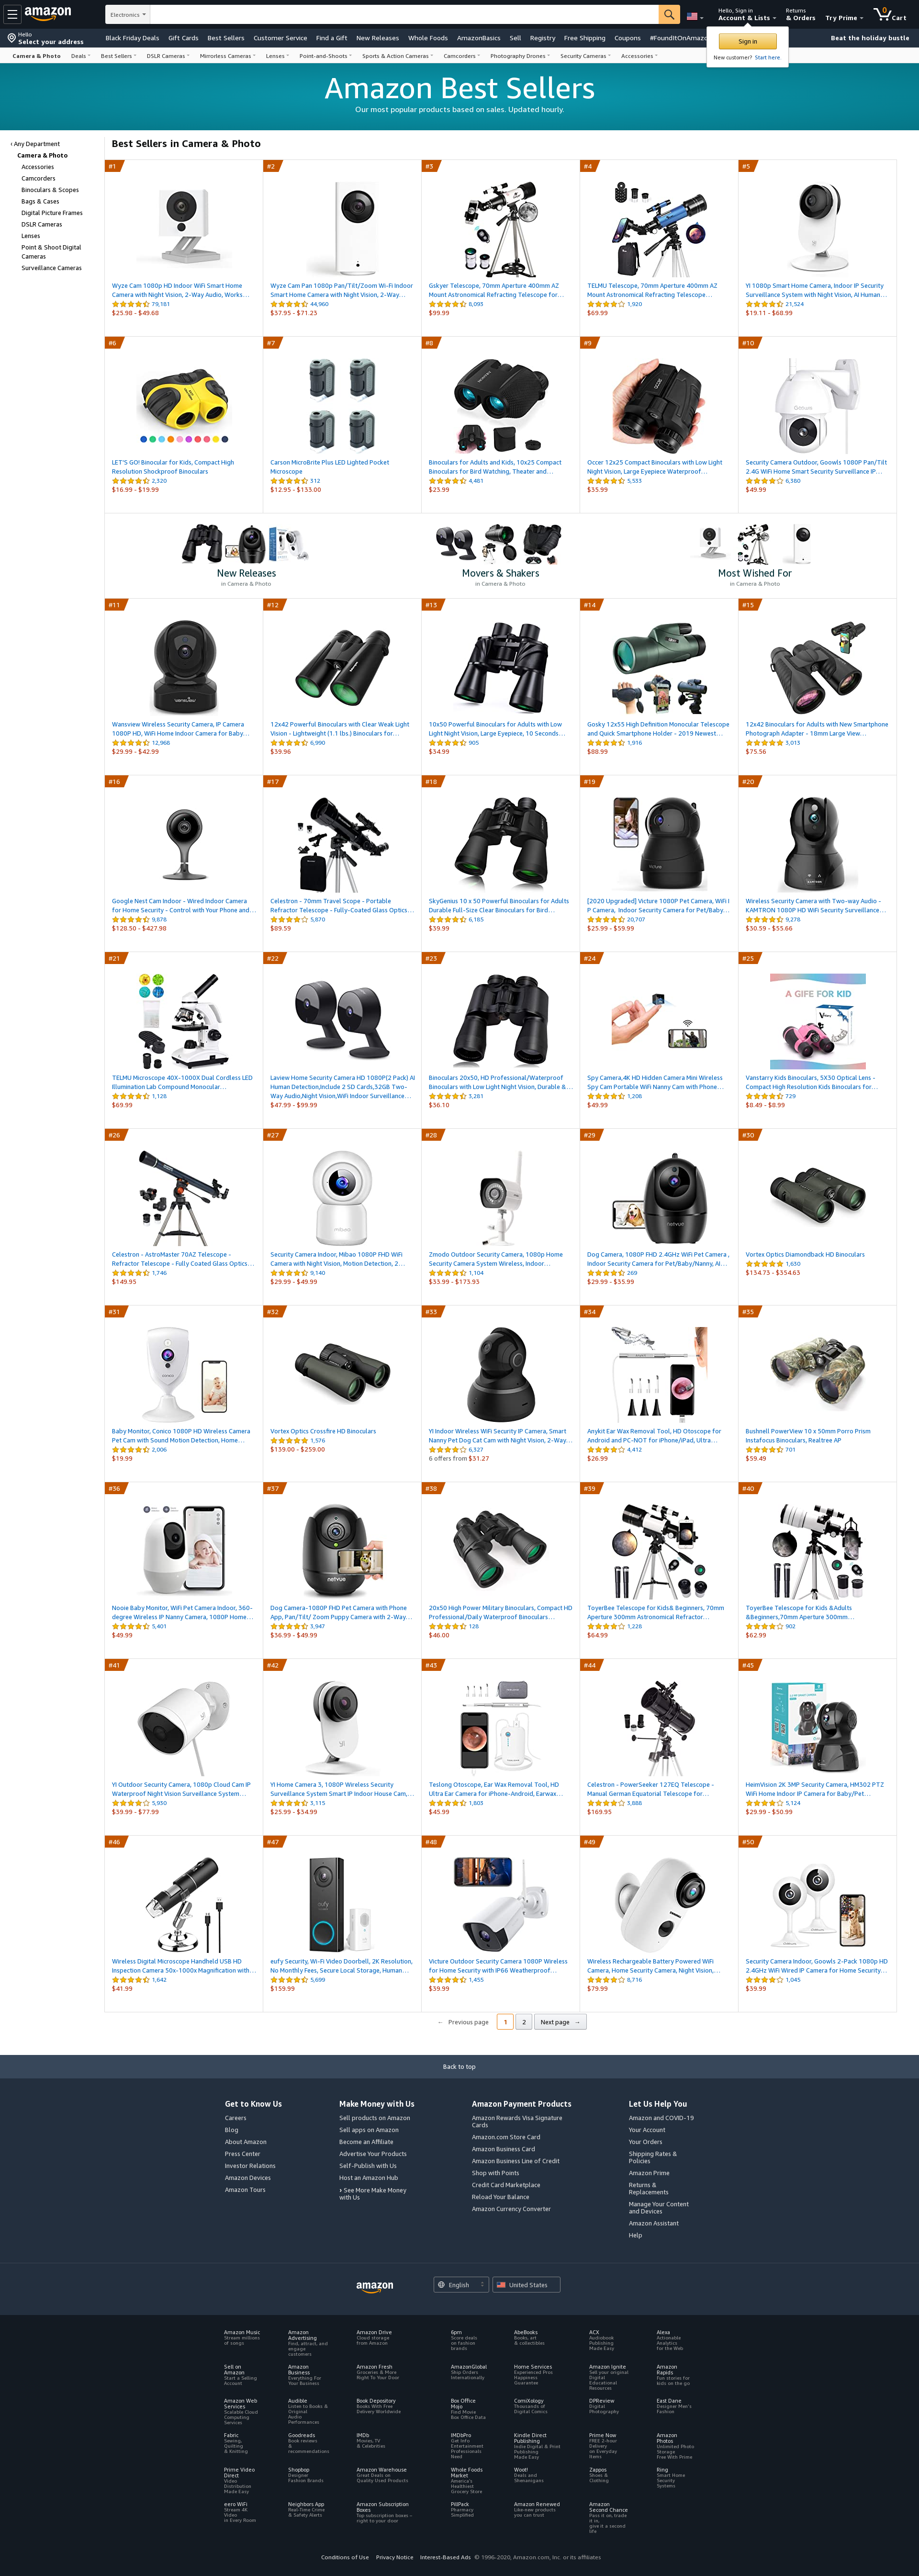 amazon
Electronics
Hello, Sign in
Account & Lists
Returns
& Orders
Try Prime
0
Cart
Hello
Select your address
Black Friday Deals
Gift Cards
Best Sellers
Customer Service
Find a Gift
New Releases
Whole Foods
AmazonBasics
Sell
Registry
Free Shipping
Coupons
#FoundItOnAmazon
Beat the holiday bustle
Sign in
New customer? Start here.
Camera & Photo
Deals
Best Sellers
DSLR Cameras
Mirrorless Cameras
Lenses
Point-and-Shoots
Sports & Action Cameras
Camcorders
Photography Drones
Security Cameras
Accessories
Amazon Best Sellers
Our most popular products based on sales. Updated hourly.
‹ Any Department
Camera & Photo
Accessories
Camcorders
Binoculars & Scopes
Bags & Cases
Digital Picture Frames
DSLR Cameras
Lenses
Point & Shoot Digital
Cameras
Surveillance Cameras
Best Sellers in Camera & Photo
#1
Wyze Cam 1080p HD Indoor WiFi Smart Home
Camera with Night Vision, 2-Way Audio, Works…
79,181
$25.98 - $49.68
#2
Wyze Cam Pan 1080p Pan/Tilt/Zoom Wi-Fi Indoor
Smart Home Camera with Night Vision, 2-Way…
44,960
$37.95 - $71.23
#3
Gskyer Telescope, 70mm Aperture 400mm AZ
Mount Astronomical Refracting Telescope for…
8,093
$99.99
#4
TELMU Telescope, 70mm Aperture 400mm AZ
Mount Astronomical Refracting Telescope…
1,920
$69.99
#5
YI 1080p Smart Home Camera, Indoor IP Security
Surveillance System with Night Vision, AI Human…
21,524
$19.11 - $68.99
#6
LET'S GO! Binocular for Kids, Compact High
Resolution Shockproof Binoculars
2,320
$16.99 - $19.99
#7
Carson MicroBrite Plus LED Lighted Pocket
Microscope
312
$12.95 - $133.00
#8
Binoculars for Adults and Kids, 10x25 Compact
Binoculars for Bird Watching, Theater and…
4,481
$23.99
#9
Occer 12x25 Compact Binoculars with Low Light
Night Vision, Large Eyepiece Waterproof…
5,533
$35.99
#10
Security Camera Outdoor, Goowls 1080P Pan/Tilt
2.4G WiFi Home Smart Security Surveillance IP…
6,380
$49.99
New Releases
in Camera & Photo
Movers & Shakers
in Camera & Photo
Most Wished For
in Camera & Photo
#11
Wansview Wireless Security Camera, IP Camera
1080P HD, WiFi Home Indoor Camera for Baby…
12,968
$29.99 - $42.99
#12
12x42 Powerful Binoculars with Clear Weak Light
Vision - Lightweight (1.1 lbs.) Binoculars for…
6,990
$39.96
#13
10x50 Powerful Binoculars for Adults with Low
Light Night Vision, Large Eyepiece, 10 Seconds…
905
$34.99
#14
Gosky 12x55 High Definition Monocular Telescope
and Quick Smartphone Holder - 2019 Newest…
1,916
$88.99
#15
12x42 Binoculars for Adults with New Smartphone
Photograph Adapter - 18mm Large View…
3,013
$75.56
#16
Google Nest Cam Indoor - Wired Indoor Camera
for Home Security - Control with Your Phone and…
9,878
$128.50 - $427.98
#17
Celestron - 70mm Travel Scope - Portable
Refractor Telescope - Fully-Coated Glass Optics…
5,870
$89.59
#18
SkyGenius 10 x 50 Powerful Binoculars for Adults
Durable Full-Size Clear Binoculars for Bird…
6,185
$39.99
#19
[2020 Upgraded] Victure 1080P Pet Camera, WiFi I
P Camera, Indoor Security Camera for Pet/Baby…
20,707
$25.99 - $59.99
#20
Wireless Security Camera with Two-way Audio -
KAMTRON 1080P HD WiFi Security Surveillance…
9,278
$30.59 - $55.66
#21
TELMU Microscope 40X-1000X Dual Cordless LED
Illumination Lab Compound Monocular…
1,128
$69.99
#22
Laview Home Security Camera HD 1080P(2 Pack) AI
Human Detection,Include 2 SD Cards,32GB Two-
Way Audio,Night Vision,WiFi Indoor Surveillance…
$47.99 - $99.99
#23
Binoculars 20x50, HD Professional/Waterproof
Binoculars with Low Light Night Vision, Durable &…
3,281
$36.10
#24
Spy Camera,4K HD Hidden Camera Mini Wireless
Spy Cam Portable WiFi Nanny Cam with Phone…
1,208
$49.99
#25
A GIFE FOR KID
Vanstarry Kids Binoculars, 5X30 Optical Lens -
Compact High Resolution Kids Binoculars for…
729
$8.49 - $8.99
#26
Celestron - AstroMaster 70AZ Telescope -
Refractor Telescope - Fully Coated Glass Optics…
1,746
$149.95
#27
Security Camera Indoor, Mibao 1080P FHD WiFi
Camera with Night Vision, Motion Detection, 2…
9,140
$29.99 - $49.99
#28
Zmodo Outdoor Security Camera, 1080p Home
Security Camera System Wireless, Indoor…
1,104
$33.99 - $173.93
#29
netvue
Dog Camera, 1080P FHD 2.4GHz WiFi Pet Camera ,
Indoor Security Camera for Pet/Baby/Nanny, AI…
269
$29.99 - $35.99
#30
Vortex Optics Diamondback HD Binoculars
1,630
$134.73 - $354.63
#31
Baby Monitor, Conico 1080P HD Wireless Camera
Pet Cam with Sound Motion Detection, Home…
2,006
$19.99
#32
Vortex Optics Crossfire HD Binoculars
1,576
$139.00 - $259.00
#33
YI Indoor Wireless WiFi Security IP Camera, Smart
Nanny Pet Dog Cat Cam with Night Vision, 2-Way…
6,327
6 offers from $31.27
#34
Anykit Ear Wax Removal Tool, HD Otoscope for
Android and PC-NOT for iPhone/iPad, Ultra…
4,412
$26.99
#35
Bushnell PowerView 10 x 50mm Porro Prism
Instafocus Binoculars, Realtree AP
701
$59.49
#36
Nooie Baby Monitor, WiFi Pet Camera Indoor, 360-
degree Wireless IP Nanny Camera, 1080P Home…
5,401
$49.99
#37
netvue
Dog Camera-1080P FHD Pet Camera with Phone
App, Pan/Tilt/ Zoom Puppy Camera with 2-Way…
3,947
$36.99 - $49.99
#38
20x50 High Power Military Binoculars, Compact HD
Professional/Daily Waterproof Binoculars…
128
$46.00
#39
ToyerBee Telescope for Kids& Beginners, 70mm
Aperture 300mm Astronomical Refractor…
1,228
$64.99
#40
ToyerBee Telescope for Kids &Adults
&Beginners,70mm Aperture 300mm…
902
$62.99
#41
YI Outdoor Security Camera, 1080p Cloud Cam IP
Waterproof Night Vision Surveillance System…
5,930
$39.99 - $77.99
#42
YI Home Camera 3, 1080P Wireless Security
Surveillance System Smart IP Indoor House Cam,…
3,115
$25.99 - $34.99
#43
Teslong Otoscope, Ear Wax Removal Tool, HD
Ultra Ear Camera for iPhone-Android, Earwax…
1,803
$45.99
#44
Celestron - PowerSeeker 127EQ Telescope -
Manual German Equatorial Telescope for…
3,888
$169.95
#45
HeimVision 2K 3MP Security Camera, HM302 PTZ
WiFi Home Indoor IP Camera for Baby/Pet…
5,124
$29.99 - $50.99
#46
Wireless Digital Microscope Handheld USB HD
Inspection Camera 50x-1000x Magnification with…
1,642
$41.99
#47
eufy Security, Wi-Fi Video Doorbell, 2K Resolution,
No Monthly Fees, Secure Local Storage, Human…
5,699
$159.99
#48
Victure Outdoor Security Camera 1080P Wireless
for Home Security with IP66 Weatherproof…
1,455
$39.99
#49
Wireless Rechargeable Battery Powered WiFi
Camera, Home Security Camera, Night Vision,…
8,716
$79.99
#50
Security Camera Indoor, Goowls 2-Pack 1080p HD
2.4GHz WiFi Wired IP Camera for Home Security…
1,045
$39.99
← Previous page
1
2
Next page →
Back to top
Get to Know Us
Careers
Blog
About Amazon
Press Center
Investor Relations
Amazon Devices
Amazon Tours
Make Money with Us
Sell products on Amazon
Sell apps on Amazon
Become an Affiliate
Advertise Your Products
Self-Publish with Us
Host an Amazon Hub
› See More Make Money
with Us
Amazon Payment Products
Amazon Rewards Visa Signature
Cards
Amazon.com Store Card
Amazon Business Card
Amazon Business Line of Credit
Shop with Points
Credit Card Marketplace
Reload Your Balance
Amazon Currency Converter
Let Us Help You
Amazon and COVID-19
Your Account
Your Orders
Shipping Rates &
Policies
Amazon Prime
Returns &
Replacements
Manage Your Content
and Devices
Amazon Assistant
Help
amazon
English
United States
Amazon Music
Stream millions
of songs
Amazon
Advertising
Find, attract, and
engage
customers
Amazon Drive
Cloud storage
from Amazon
6pm
Score deals
on fashion
brands
AbeBooks
Books, art
& collectibles
ACX
Audiobook
Publishing
Made Easy
Alexa
Actionable
Analytics
for the Web
Sell on
Amazon
Start a Selling
Account
Amazon
Business
Everything For
Your Business
Amazon Fresh
Groceries & More
Right To Your Door
AmazonGlobal
Ship Orders
Internationally
Home Services
Experienced Pros
Happiness
Guarantee
Amazon Ignite
Sell your original
Digital
Educational
Resources
Amazon
Rapids
Fun stories for
kids on the go
Amazon Web
Services
Scalable Cloud
Computing
Services
Audible
Listen to Books &
Original
Audio
Performances
Book Depository
Books With Free
Delivery Worldwide
Box Office
Mojo
Find Movie
Box Office Data
ComiXology
Thousands of
Digital Comics
DPReview
Digital
Photography
East Dane
Designer Men's
Fashion
Fabric
Sewing,
Quilting
& Knitting
Goodreads
Book reviews
&
recommendations
IMDb
Movies, TV
& Celebrities
IMDbPro
Get Info
Entertainment
Professionals
Need
Kindle Direct
Publishing
Indie Digital & Print
Publishing
Made Easy
Prime Now
FREE 2-hour
Delivery
on Everyday
Items
Amazon
Photos
Unlimited Photo
Storage
Free With Prime
Prime Video
Direct
Video
Distribution
Made Easy
Shopbop
Designer
Fashion Brands
Amazon Warehouse
Great Deals on
Quality Used Products
Whole Foods
Market
America's
Healthiest
Grocery Store
Woot!
Deals and
Shenanigans
Zappos
Shoes &
Clothing
Ring
Smart Home
Security
Systems
eero WiFi
Stream 4K
Video
in Every Room
Neighbors App
Real-Time Crime
& Safety Alerts
Amazon Subscription
Boxes
Top subscription boxes –
right to your door
PillPack
Pharmacy
Simplified
Amazon Renewed
Like-new products
you can trust
Amazon
Second Chance
Pass it on, trade
it in,
give it a second
life
Conditions of Use
Privacy Notice
Interest-Based Ads
© 1996-2020, Amazon.com, Inc. or its affiliates